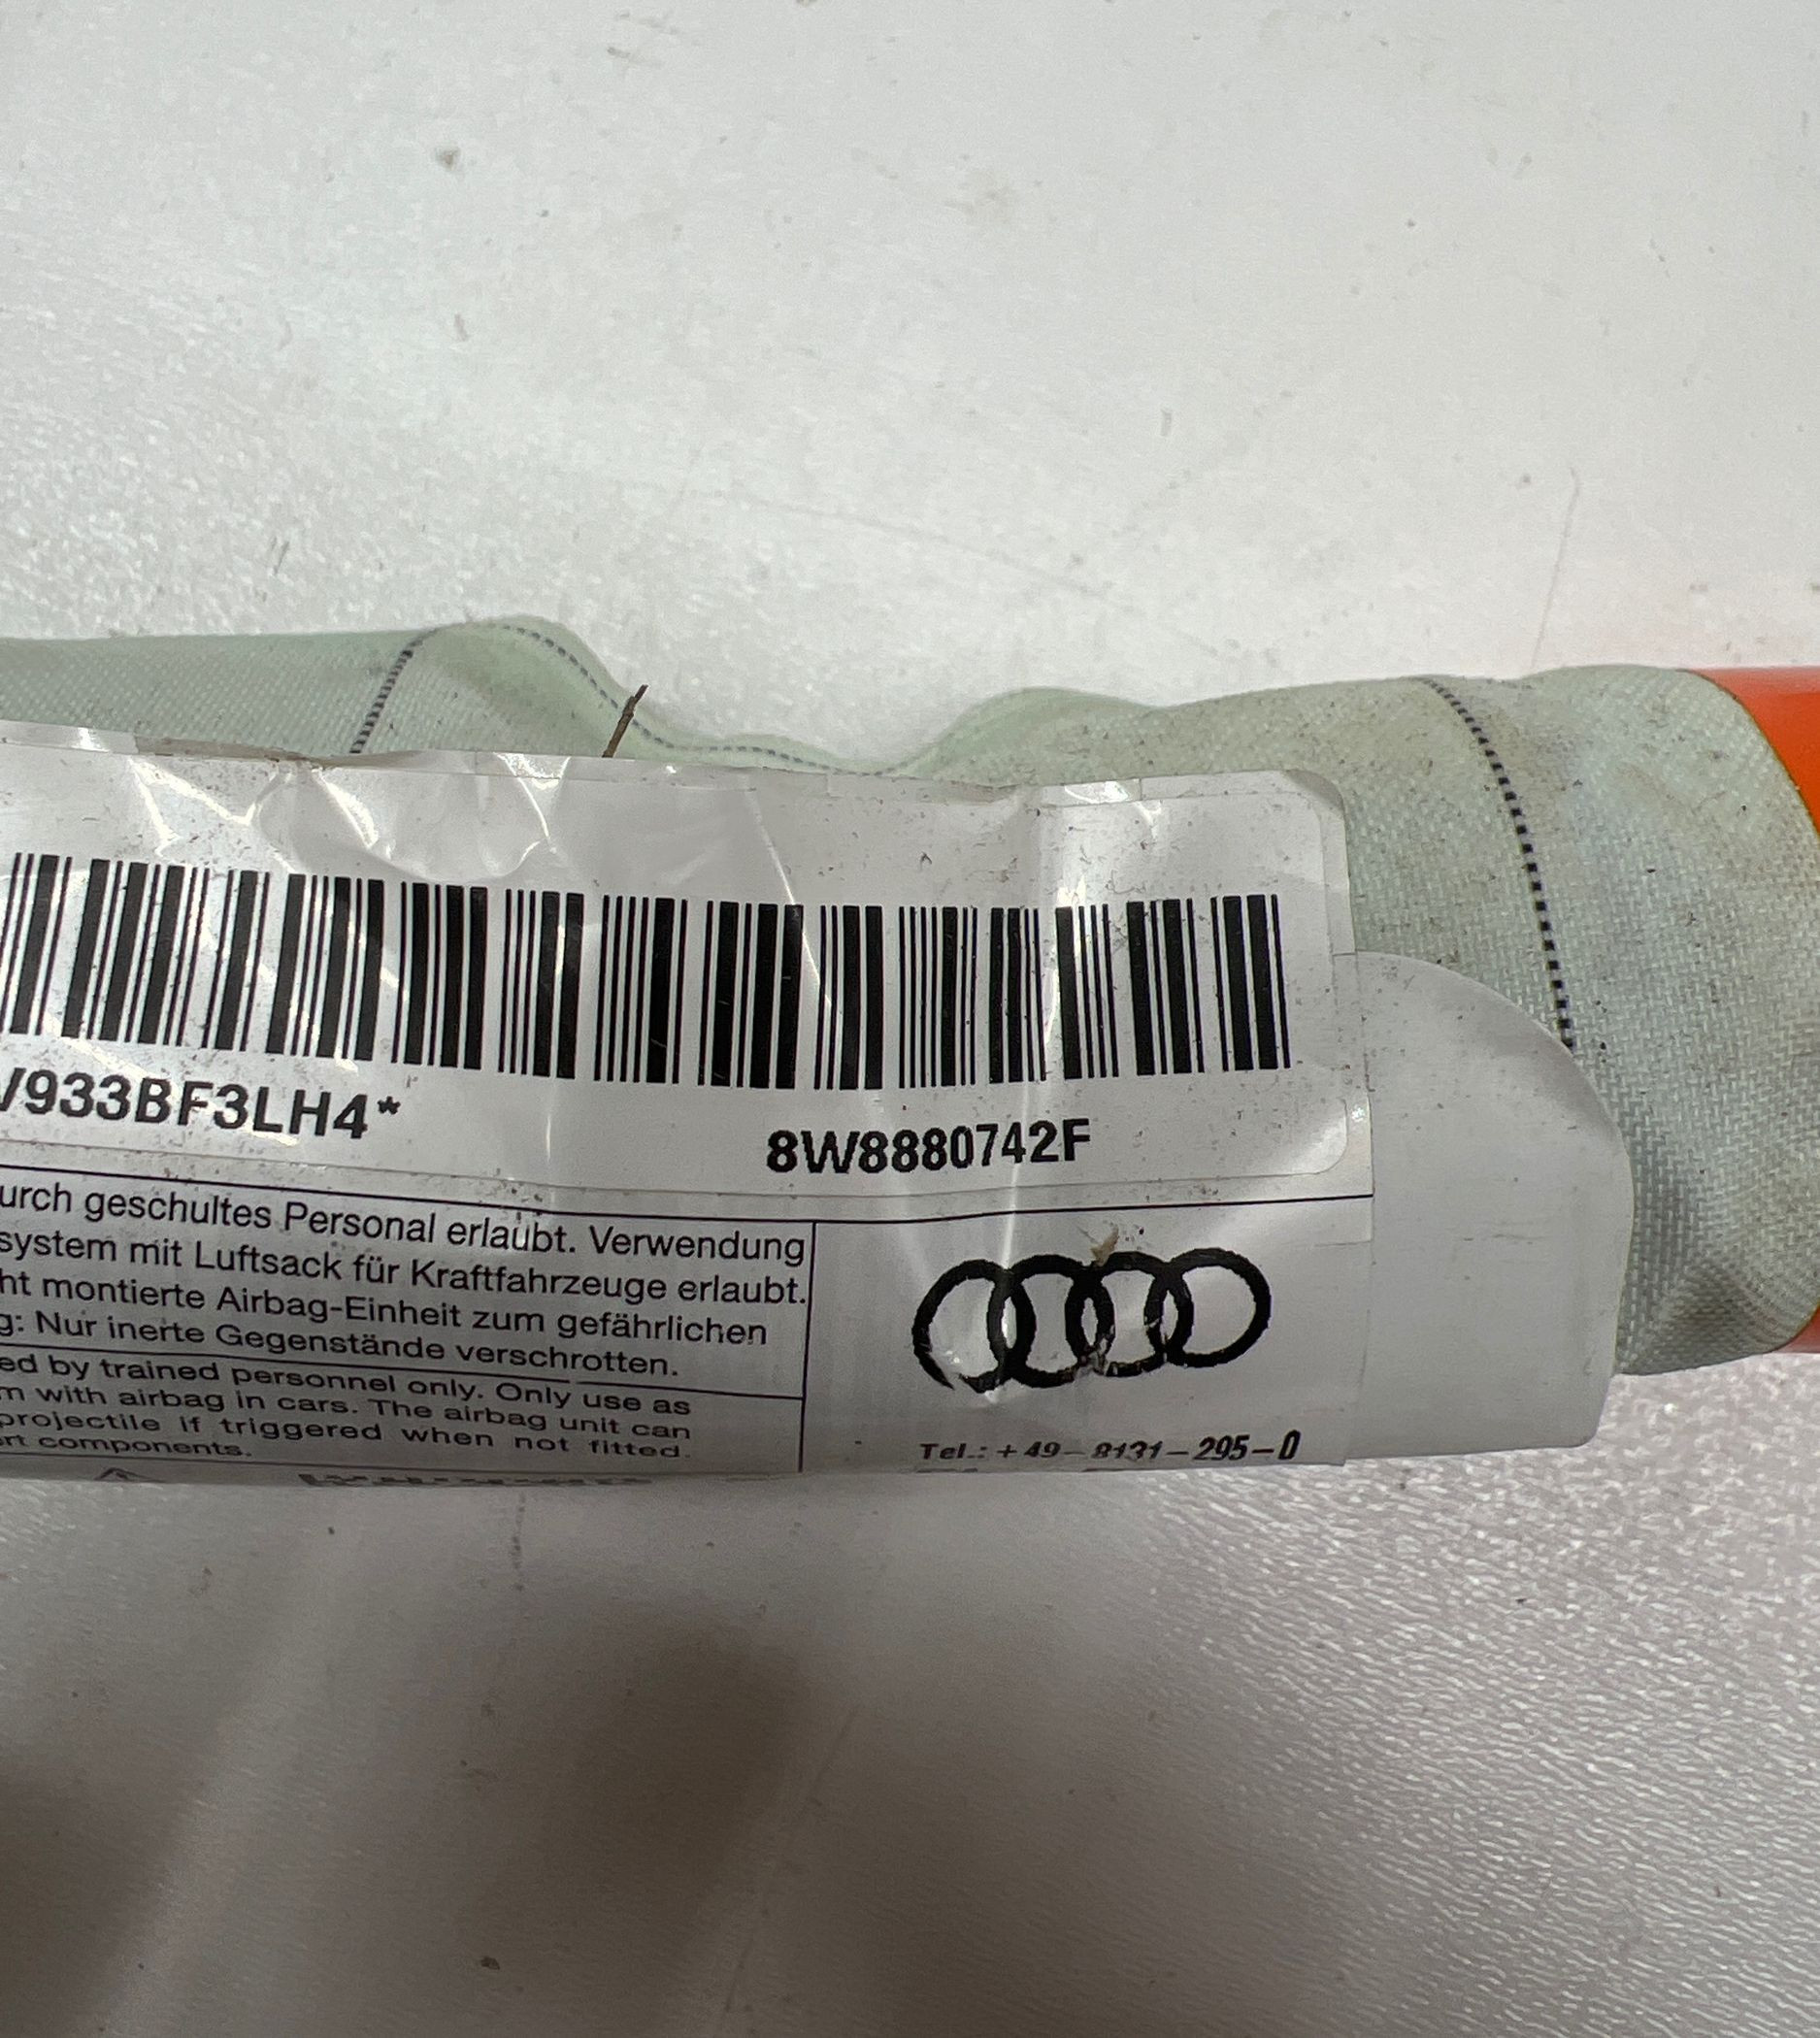 V933BF3LH4*
8W8880742F
urch geschultes Personal erlaubt. Verwendung
system mit Luftsack für Kraftfahrzeuge erlaubt.
ht montierte Airbag-Einheit zum gefährlichen
g: Nur inerte Gegenstände verschrotten.
ed by trained personnel only. Only use as
m with airbag in cars. The airbag unit can
projectile if triggered when not fitted.
rt components.
Tel.: +49-8131-295-0